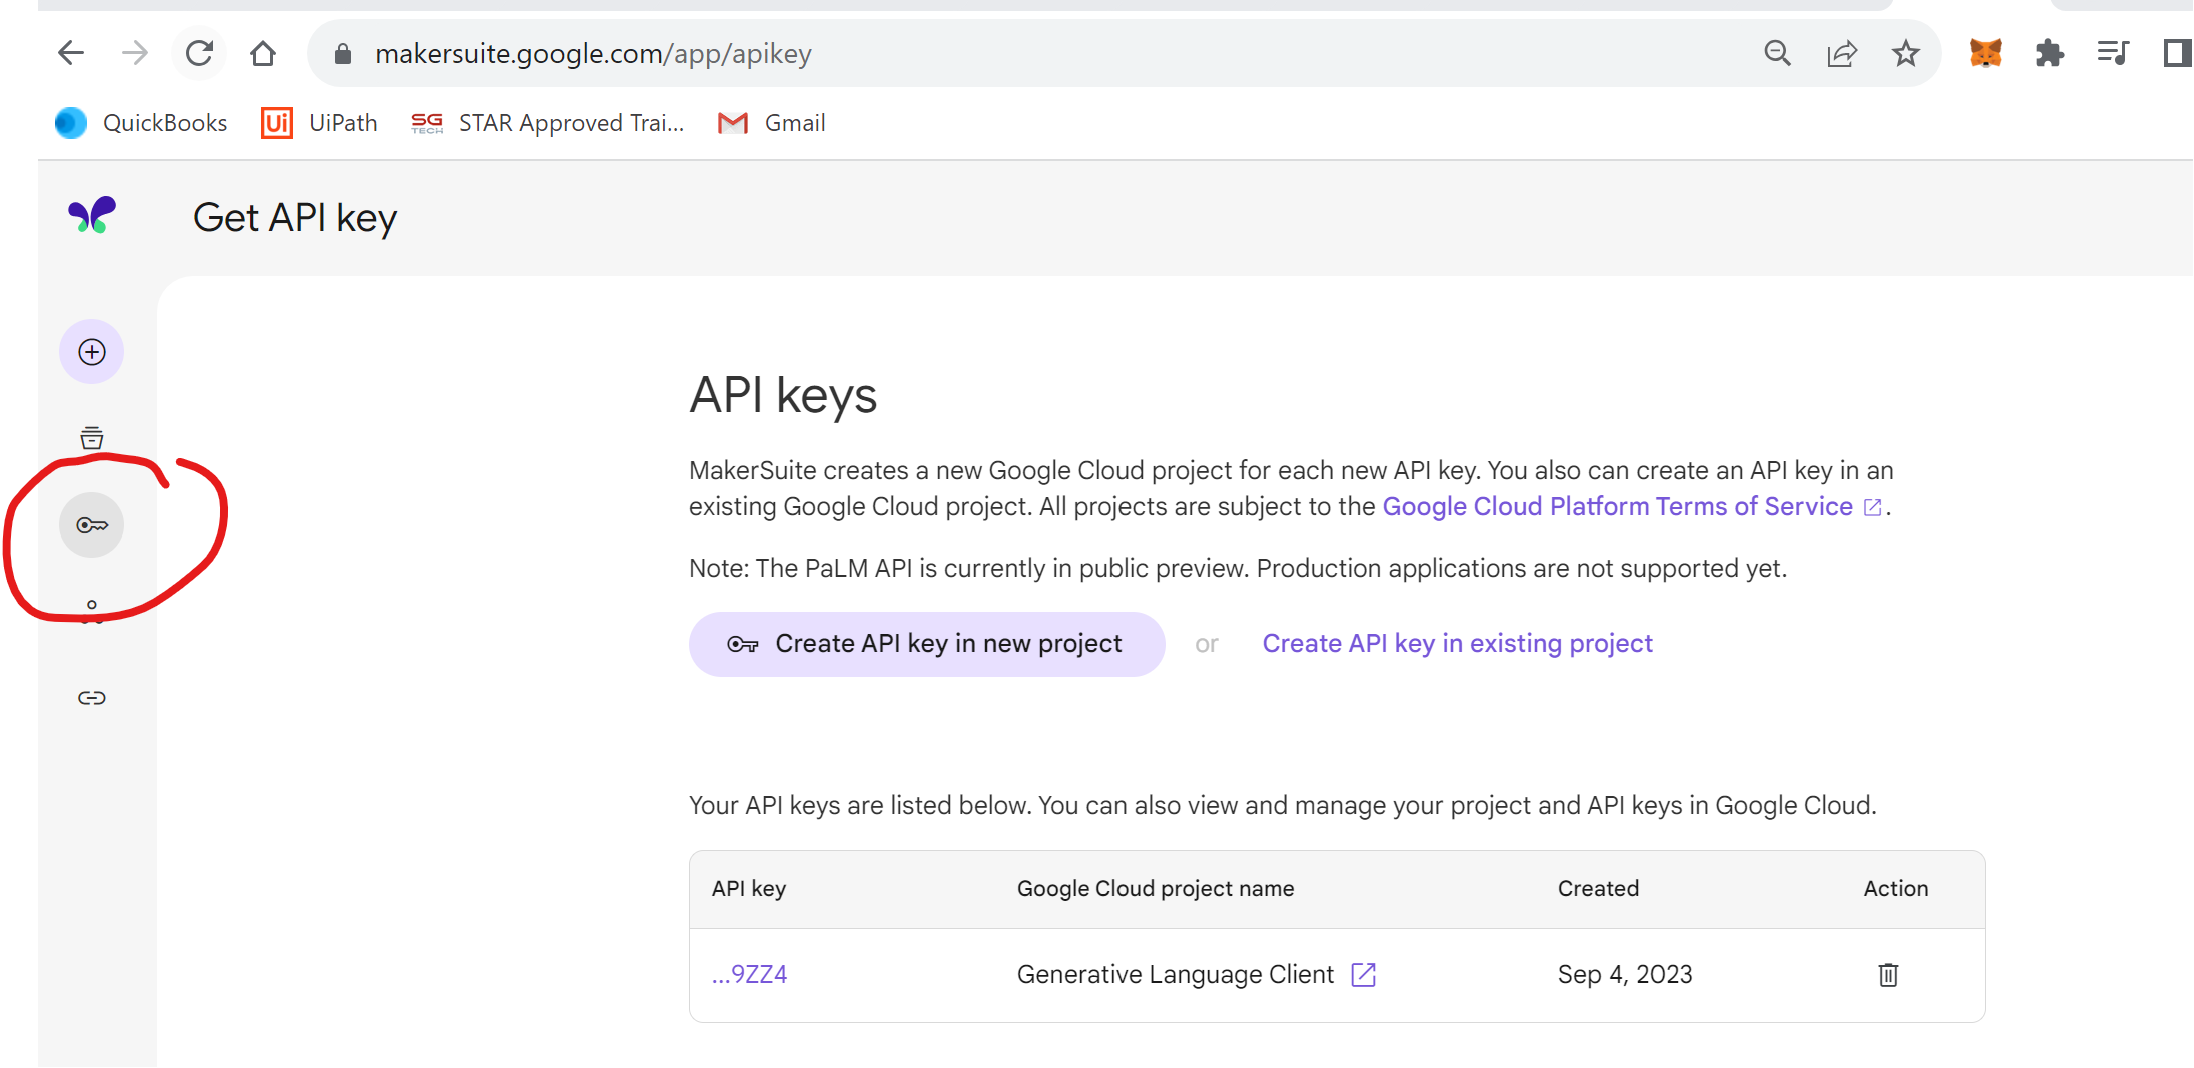 makersuite.google.com/app/apikey
QuickBooks Ui UiPath SG TECH STAR Approved Trai... Gmail
Get API key
API keys
MakerSuite creates a new Google Cloud project for each new API key. You also can create an API key in an
existing Google Cloud project. All projects are subject to the Google Cloud Platform Terms of Service.
Note: The PaLM API is currently in public preview. Production applications are not supported yet.
Create API key in new project or Create API key in existing project
Your API keys are listed below. You can also view and manage your project and API keys in Google Cloud.
API key Google Cloud project name Created Action
...9ZZ4 Generative Language Client Sep 4, 2023